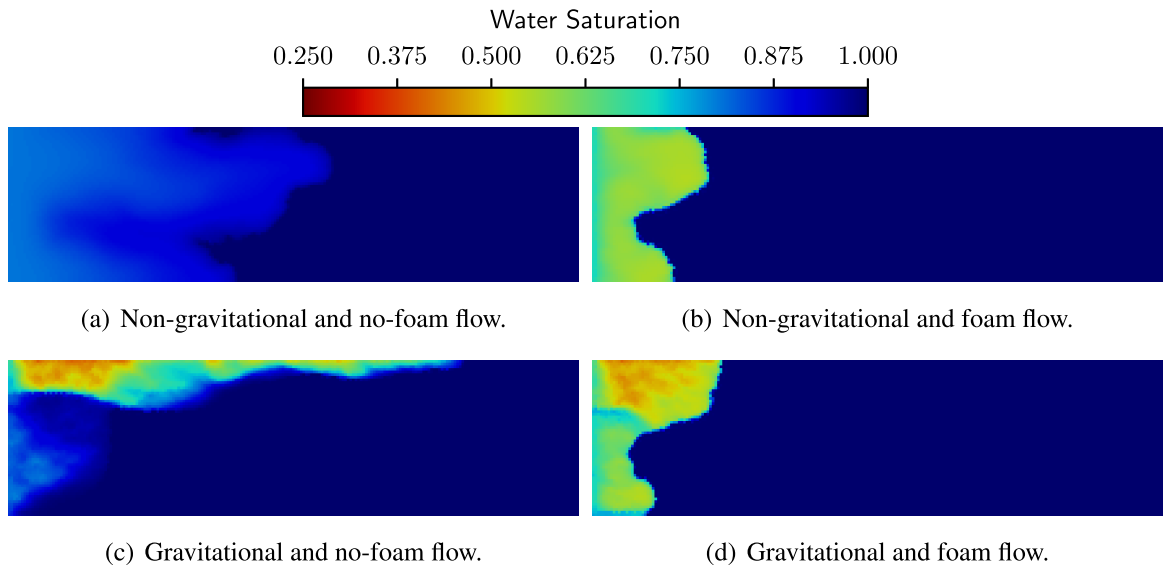 Water Saturation
0.250 0.375 0.500 0.625 0.750 0.875 1.000
(a) Non-gravitational and no-foam flow.
(b) Non-gravitational and foam flow.
(c) Gravitational and no-foam flow.
(d) Gravitational and foam flow.